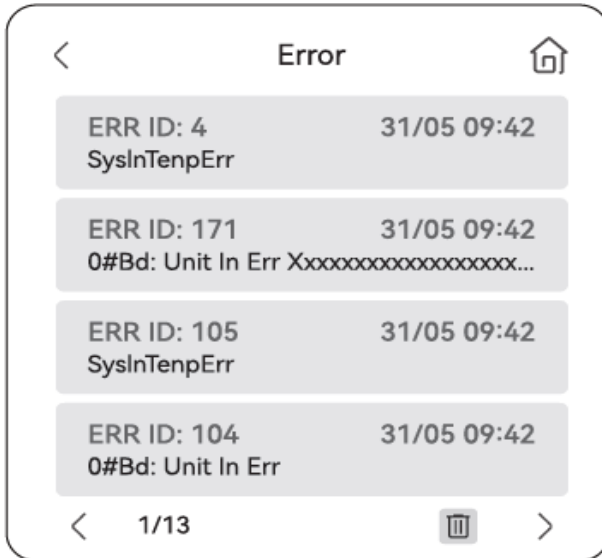 Error
ERR ID: 4 31/05 09:42
SysInTenpErr
ERR ID: 171 31/05 09:42
0#Bd: Unit In Err Xxxxxxxxxxxxxxxxxx...
ERR ID: 105 31/05 09:42
SysInTenpErr
ERR ID: 104 31/05 09:42
0#Bd: Unit In Err
1/13